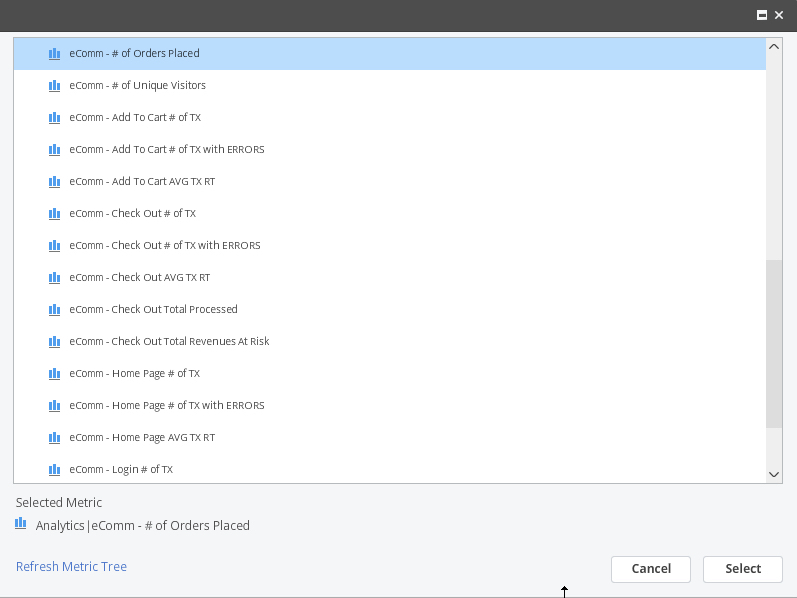 eComm - # of Orders Placed
eComm - # of Unique Visitors
eComm - Add To Cart # of TX
eComm - Add To Cart # of TX with ERRORS
eComm - Add To Cart AVG TX RT
eComm - Check Out # of TX
eComm - Check Out # of TX with ERRORS
eComm - Check Out AVG TX RT
eComm - Check Out Total Processed
eComm - Check Out Total Revenues At Risk
eComm - Home Page # of TX
eComm - Home Page # of TX with ERRORS
eComm - Home Page AVG TX RT
eComm - Login # of TX
Selected Metric
Analytics|eComm - # of Orders Placed
Refresh Metric Tree
Cancel
Select